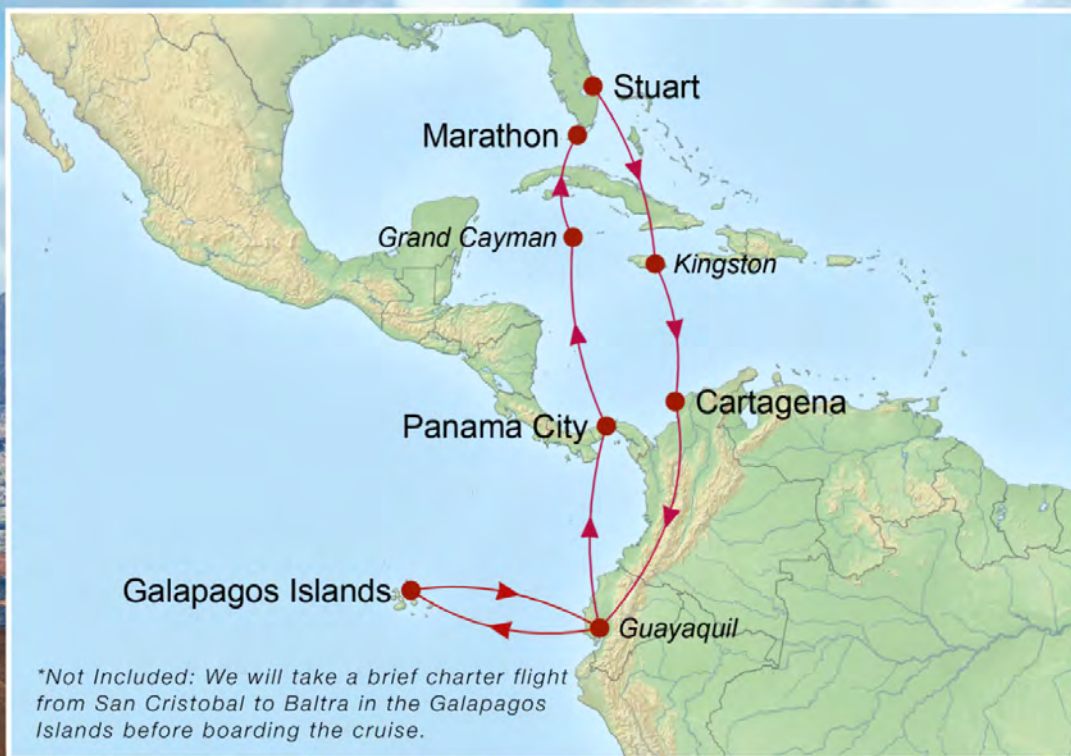 Stuart
Marathon
Grand Cayman
Kingston
Cartagena
Panama City
Galapagos Islands
Guayaquil
*Not Included: We will take a brief charter flight
from San Cristobal to Baltra in the Galapagos
Islands before boarding the cruise.